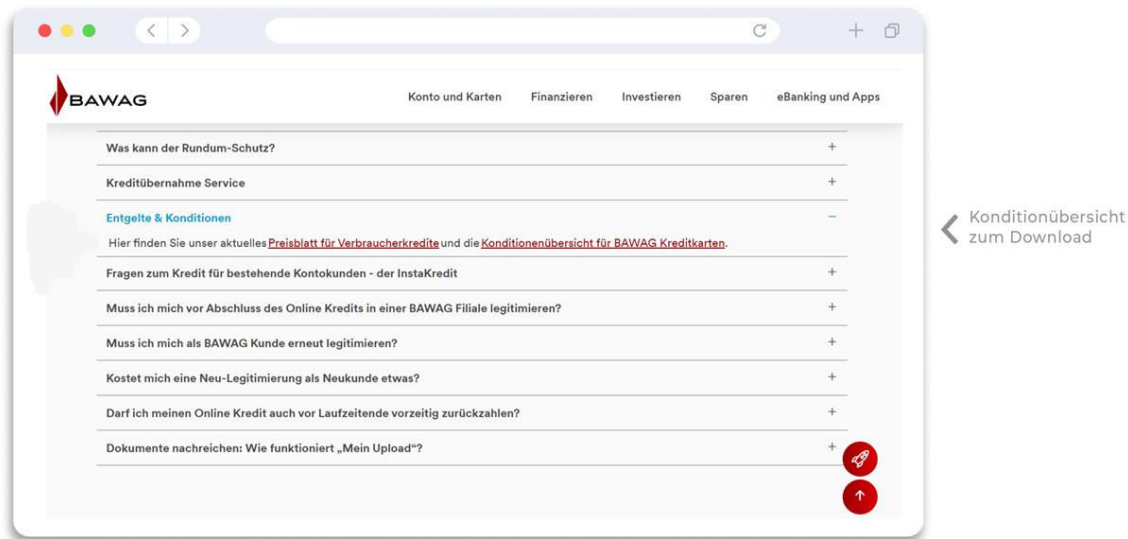 BAWAG
Konto und Karten Finanzieren Investieren Sparen eBanking und Apps
Was kann der Rundum-Schutz?
Kreditübernahme Service
Entgelte & Konditionen
Hier finden Sie unser aktuelles Preisblatt für Verbraucherkredite und die Konditionenübersicht für BAWAG Kreditkarten.
Fragen zum Kredit für bestehende Kontokunden - der InstaKredit
Muss ich mich vor Abschluss des Online Kredits in einer BAWAG Filiale legitimieren?
Muss ich mich als BAWAG Kunde erneut legitimieren?
Kostet mich eine Neu-Legitimierung als Neukunde etwas?
Darf ich meinen Online Kredit auch vor Laufzeitende vorzeitig zurückzahlen?
Dokumente nachreichen: Wie funktioniert „Mein Upload“?
Konditionübersicht
zum Download